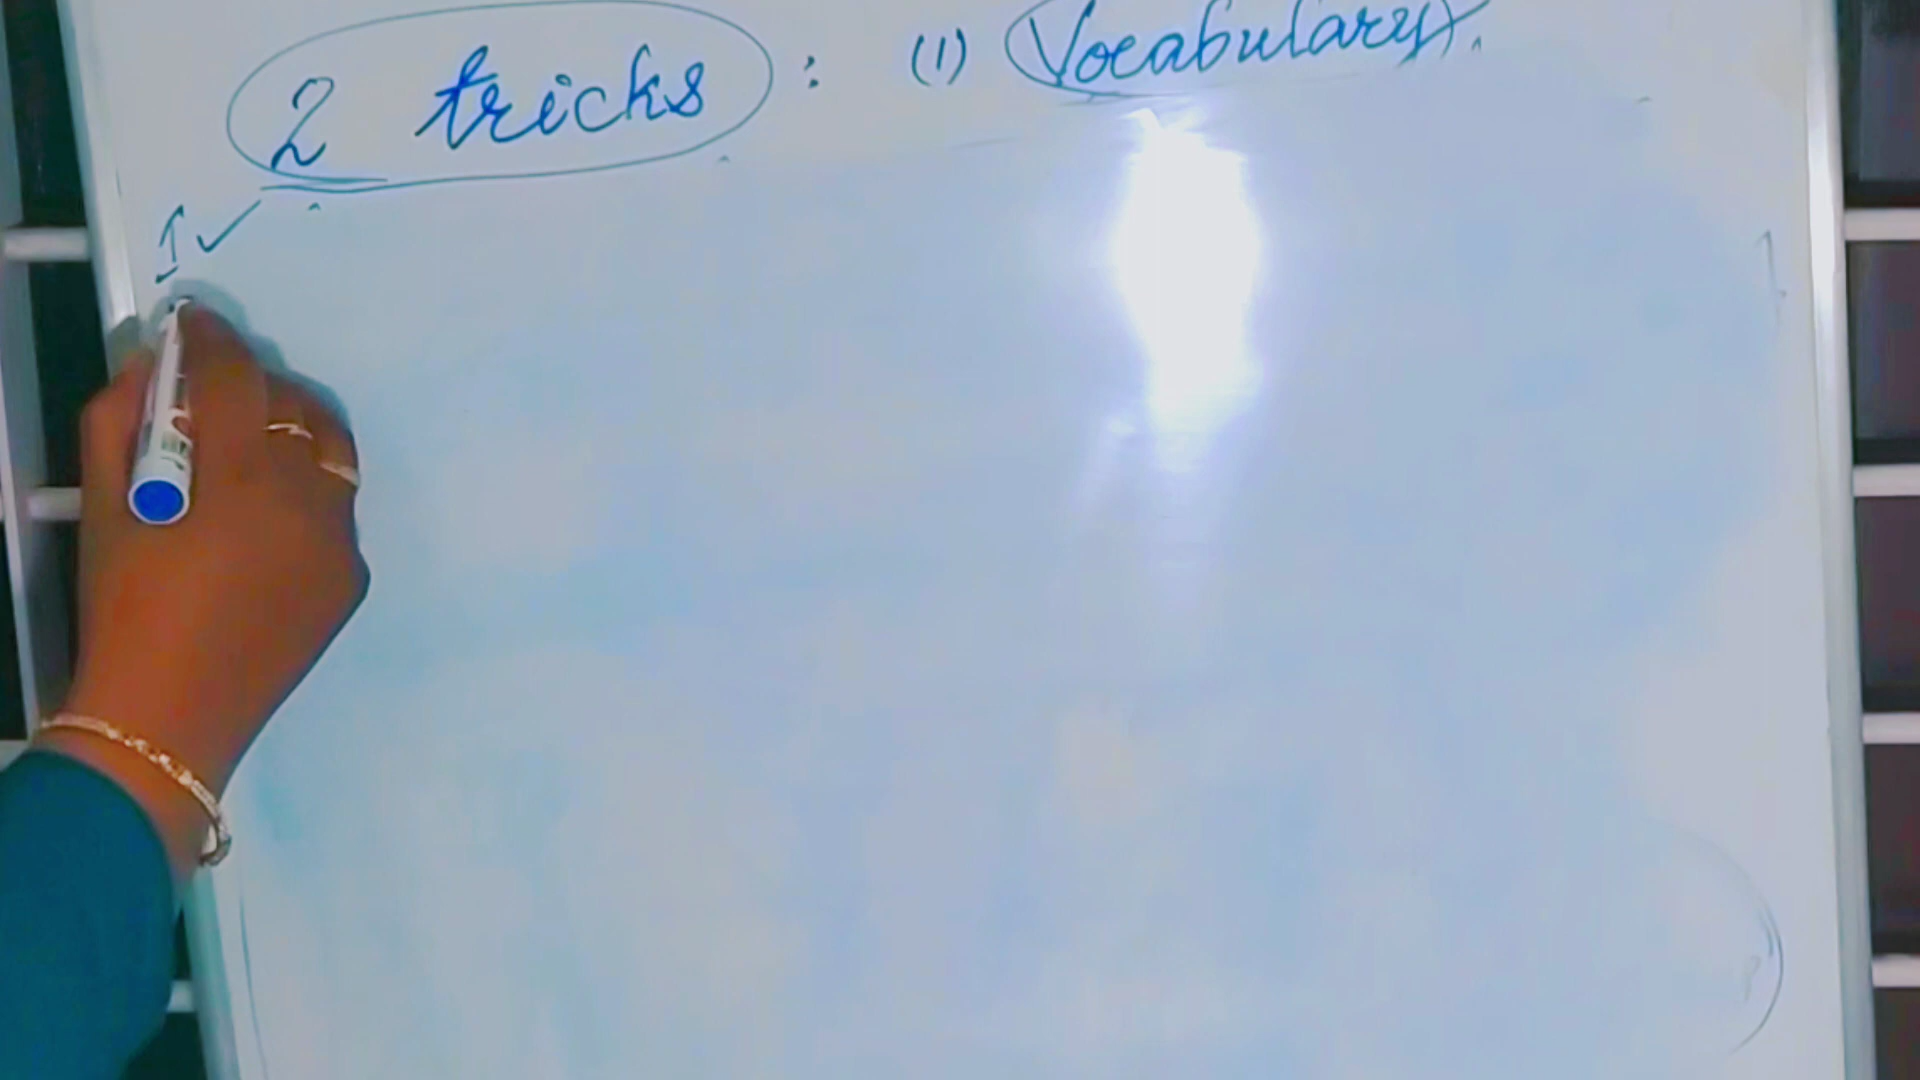 2 tricks : (1) Vocabulary.
I ✓